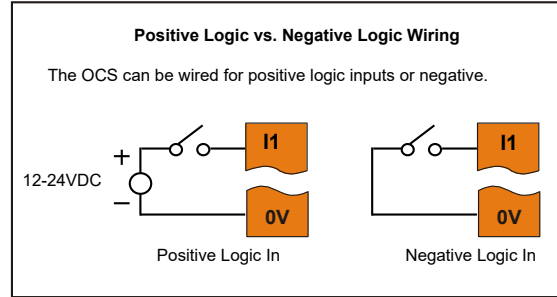 Positive Logic vs. Negative Logic Wiring
The OCS can be wired for positive logic inputs or negative.
I1
I1
+
12-24VDC
–
0V
0V
Positive Logic In
Negative Logic In